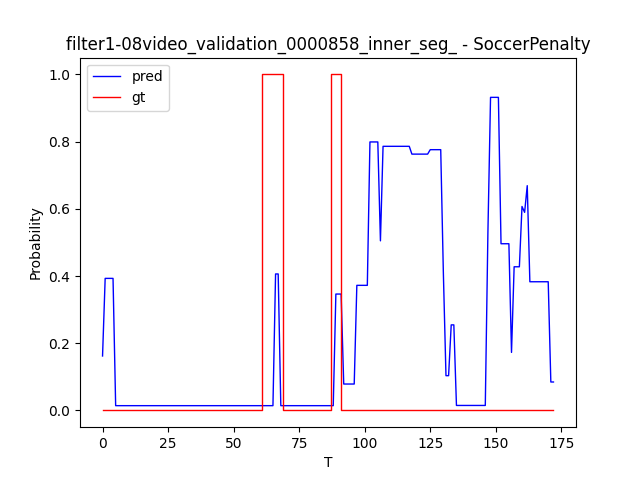 filter1-08video_validation_0000858_inner_seg_ - SoccerPenalty
pred
gt
1.0
0.8
0.6
0.4
0.2
0.0
Probability
0 25 50 75 100 125 150 175
T